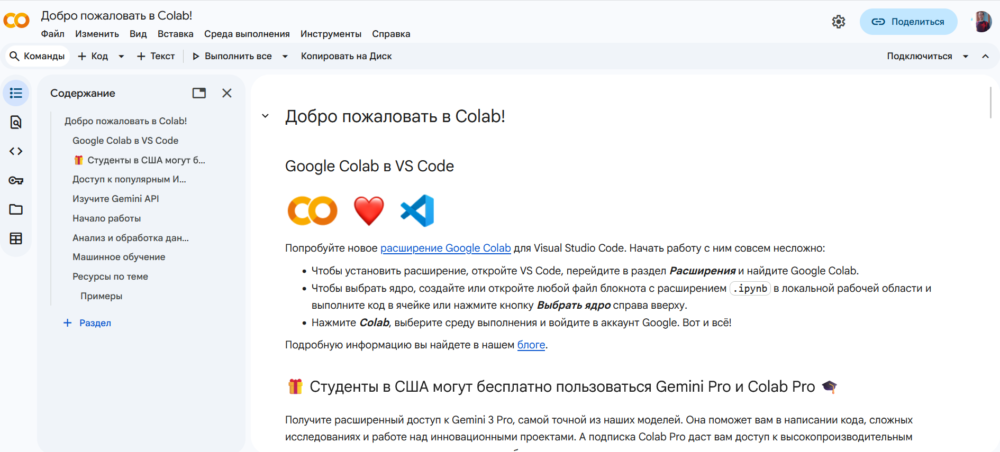 Добро пожаловать в Colab!
Файл Изменить Вид Вставка Среда выполнения Инструменты Справка
Поделиться
Команды + Код + Текст Выполнить все Копировать на Диск Подключиться
Содержание
Добро пожаловать в Colab!
Google Colab в VS Code
🎁 Студенты в США могут б...
Доступ к популярным И...
Изучите Gemini API
Начало работы
Анализ и обработка дан...
Машинное обучение
Ресурсы по теме
Примеры
+ Раздел
Добро пожаловать в Colab!
Google Colab в VS Code
Попробуйте новое расширение Google Colab для Visual Studio Code. Начать работу с ним совсем несложно:
• Чтобы установить расширение, откройте VS Code, перейдите в раздел Расширения и найдите Google Colab.
• Чтобы выбрать ядро, создайте или откройте любой файл блокнота с расширением .ipynb в локальной рабочей области и
выполните код в ячейке или нажмите кнопку Выбрать ядро справа вверху.
• Нажмите Colab, выберите среду выполнения и войдите в аккаунт Google. Вот и всё!
Подробную информацию вы найдете в нашем блоге.
🎁 Студенты в США могут бесплатно пользоваться Gemini Pro и Colab Pro 🎓
Получите расширенный доступ к Gemini 3 Pro, самой точной из наших моделей. Она поможет вам в написании кода, сложных
исследованиях и работе над инновационными проектами. А подписка Colab Pro даст вам доступ к высокопроизводительным